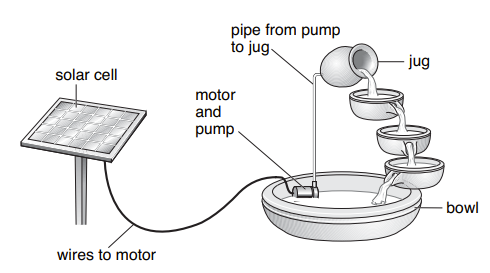 pipe from pump
to jug
jug
solar cell
motor
and
pump
bowl
wires to motor